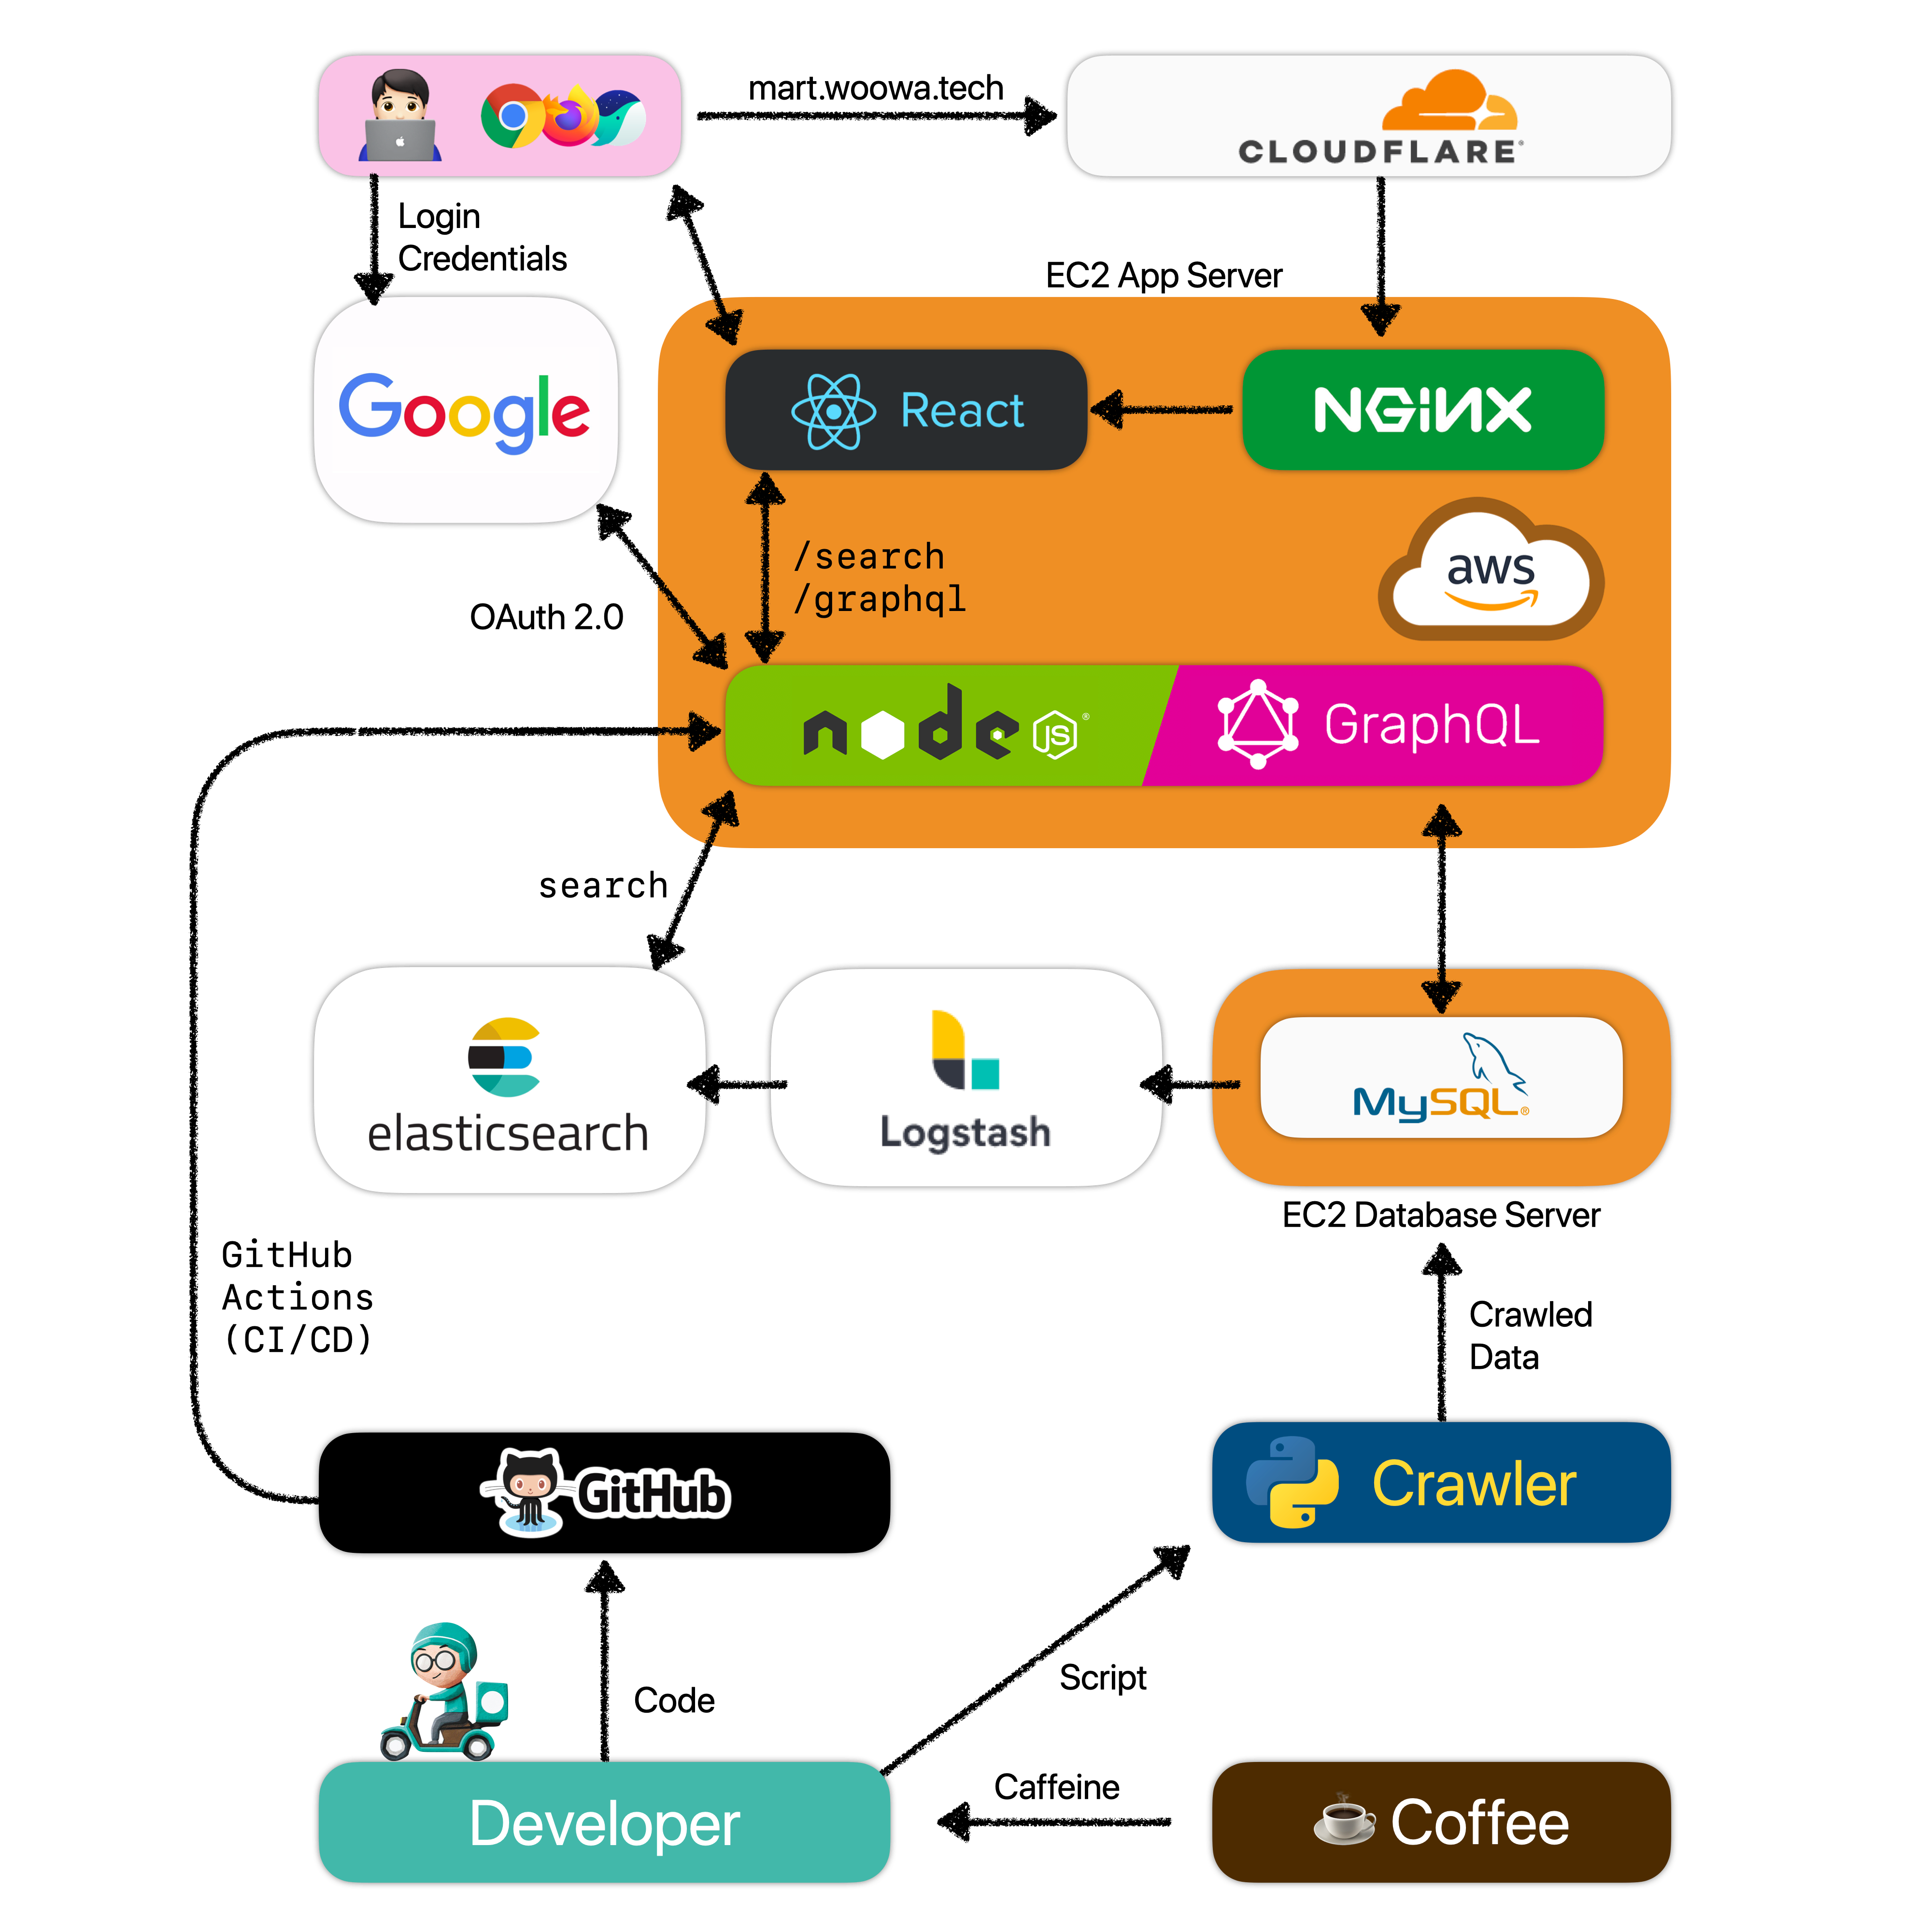 mart.woowa.tech
CLOUDFLARE®
Login
Credentials
EC2 App Server
Google
React
NGiNX
/search
/graphql
aws
OAuth 2.0
node JS ®
GraphQL
search
elasticsearch
Logstash
MySQL®
EC2 Database Server
GitHub
Actions
(CI/CD)
Crawled
Data
GitHub
Crawler
Script
Code
Caffeine
Developer
Coffee